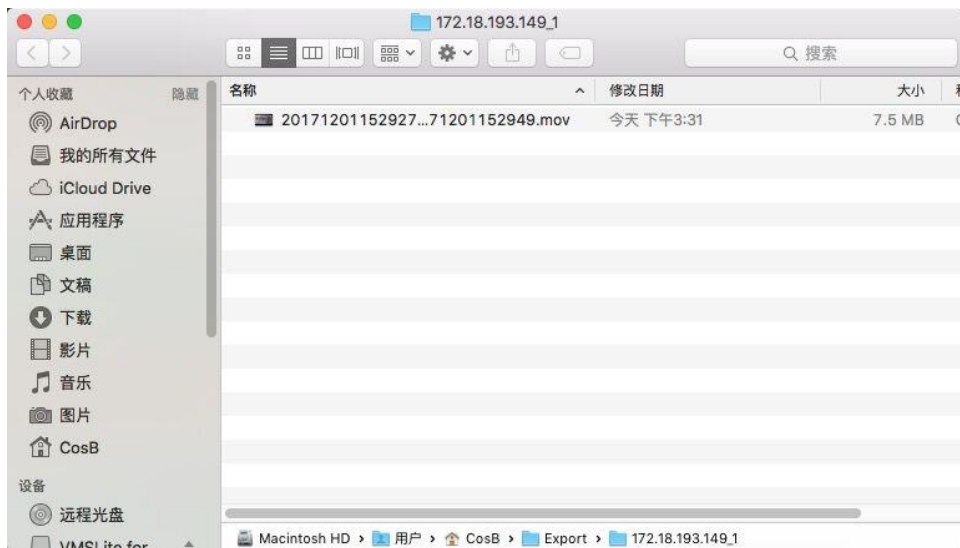 172.18.193.149_1
搜索
个人收藏 隐藏
AirDrop
我的所有文件
iCloud Drive
应用程序
桌面
文稿
下载
影片
音乐
图片
CosB
设备
远程光盘
名称 修改日期 大小
20171201152927...71201152949.mov 今天 下午3:31 7.5 MB
Macintosh HD › 用户 › CosB › Export › 172.18.193.149_1